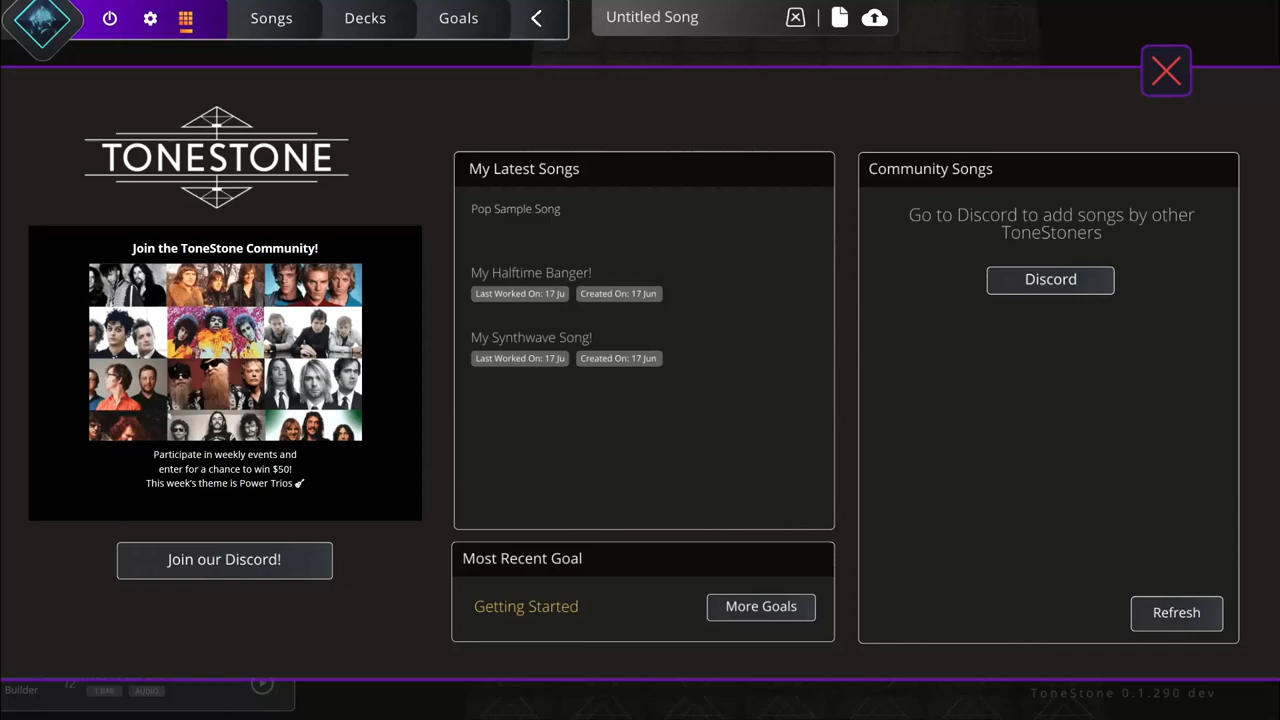 Songs
Decks
Goals
Untitled Song
TONESTONE
Join the ToneStone Community!
Participate in weekly events and
enter for a chance to win $50!
This week's theme is Power Trios
Join our Discord!
My Latest Songs
Pop Sample Song
My Halftime Banger!
Last Worked On: 17 Ju
Created On: 17 Jun
My Synthwave Song!
Last Worked On: 17 Ju
Created On: 17 Jun
Most Recent Goal
Getting Started
More Goals
Community Songs
Go to Discord to add songs by other
ToneStoners
Discord
Refresh
Builder
1 BAR
AUDIO
ToneStone 0.1.290 dev